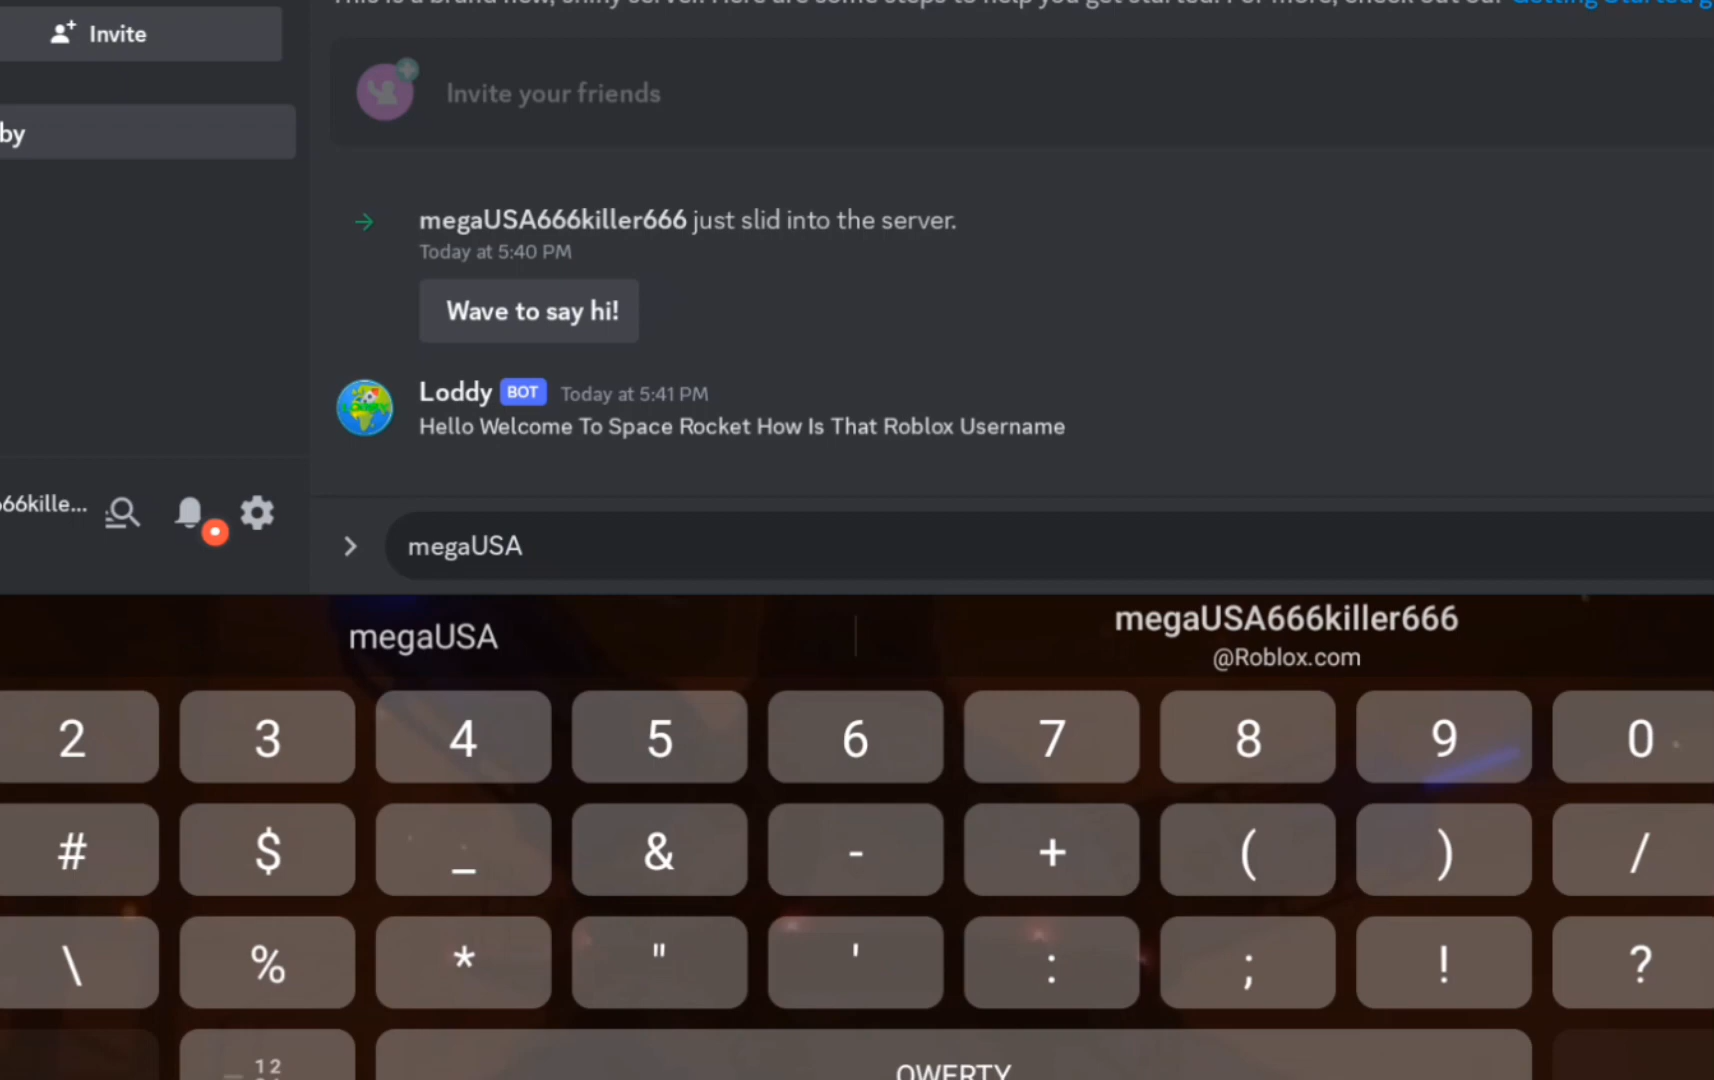 Invite
Invite your friends
by
megaUSA666killer666 just slid into the server.
Today at 5:40 PM
Wave to say hi!
Loddy BOT Today at 5:41 PM
Hello Welcome To Space Rocket How Is That Roblox Username
66kille...
megaUSA
megaUSA
megaUSA666killer666
@Roblox.com
2 3 4 5 6 7 8 9 0
# $ _ & - + ( ) /
\ % * " ' : ; ! ?
12
QWERTY